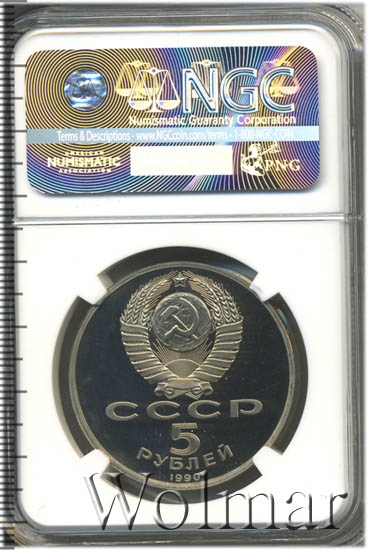 NGC
Numismatic Guaranty Corporation
Terms & Descriptions - www.NGCcoin.com/terms - 1-800-NGC-COIN
NUMISMATIC
ASSOCIATION
P·N·G
СССР
5
РУБЛЕЙ
1990
Wolmar